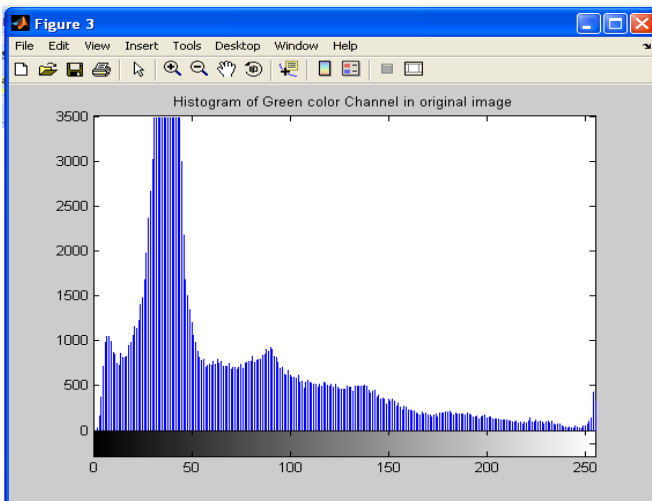 Figure 3
File Edit View Insert Tools Desktop Window Help
Histogram of Green color Channel in original image
3500
3000
2500
2000
1500
1000
500
0
0 50 100 150 200 250